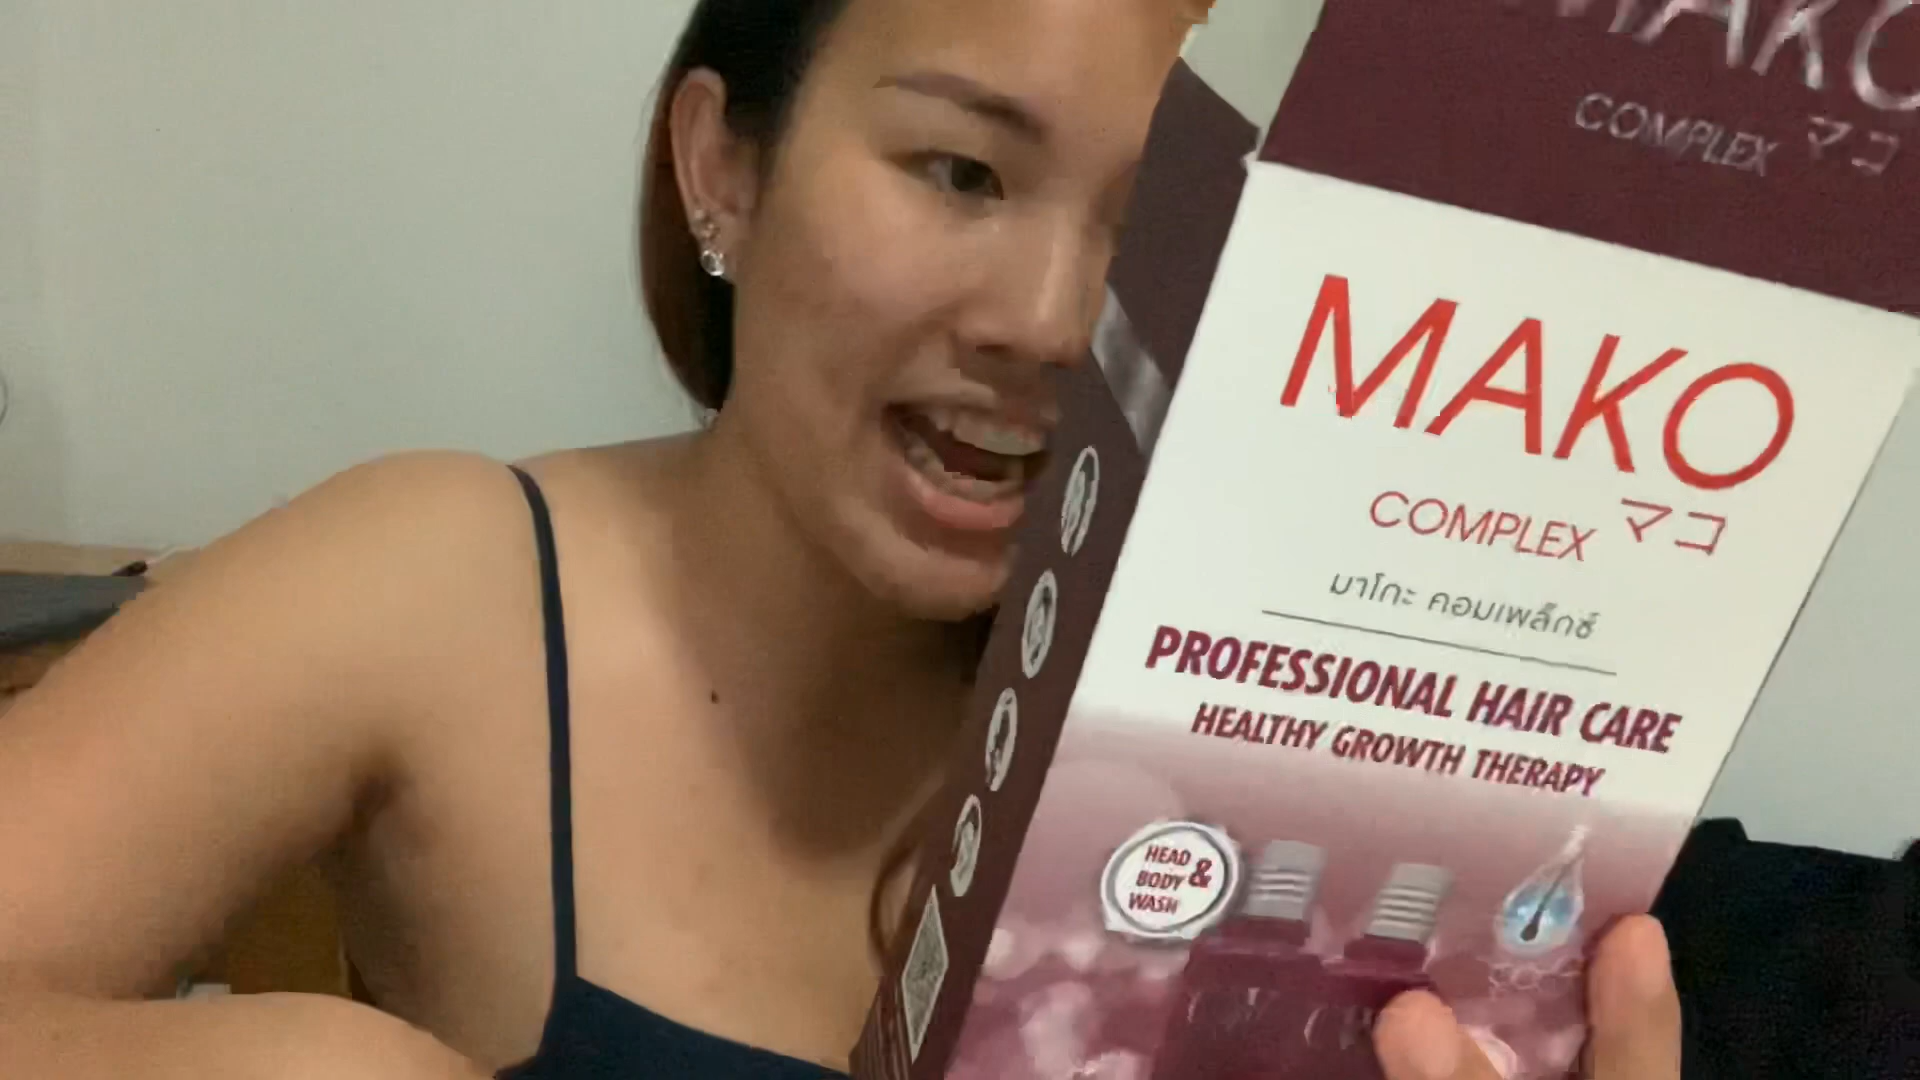 MAKO
COMPLEX マコ
MAKO
COMPLEX マコ
มาโกะ คอมเพล็กซ์
PROFESSIONAL HAIR CARE
HEALTHY GROWTH THERAPY
HEAD &
BODY
WASH